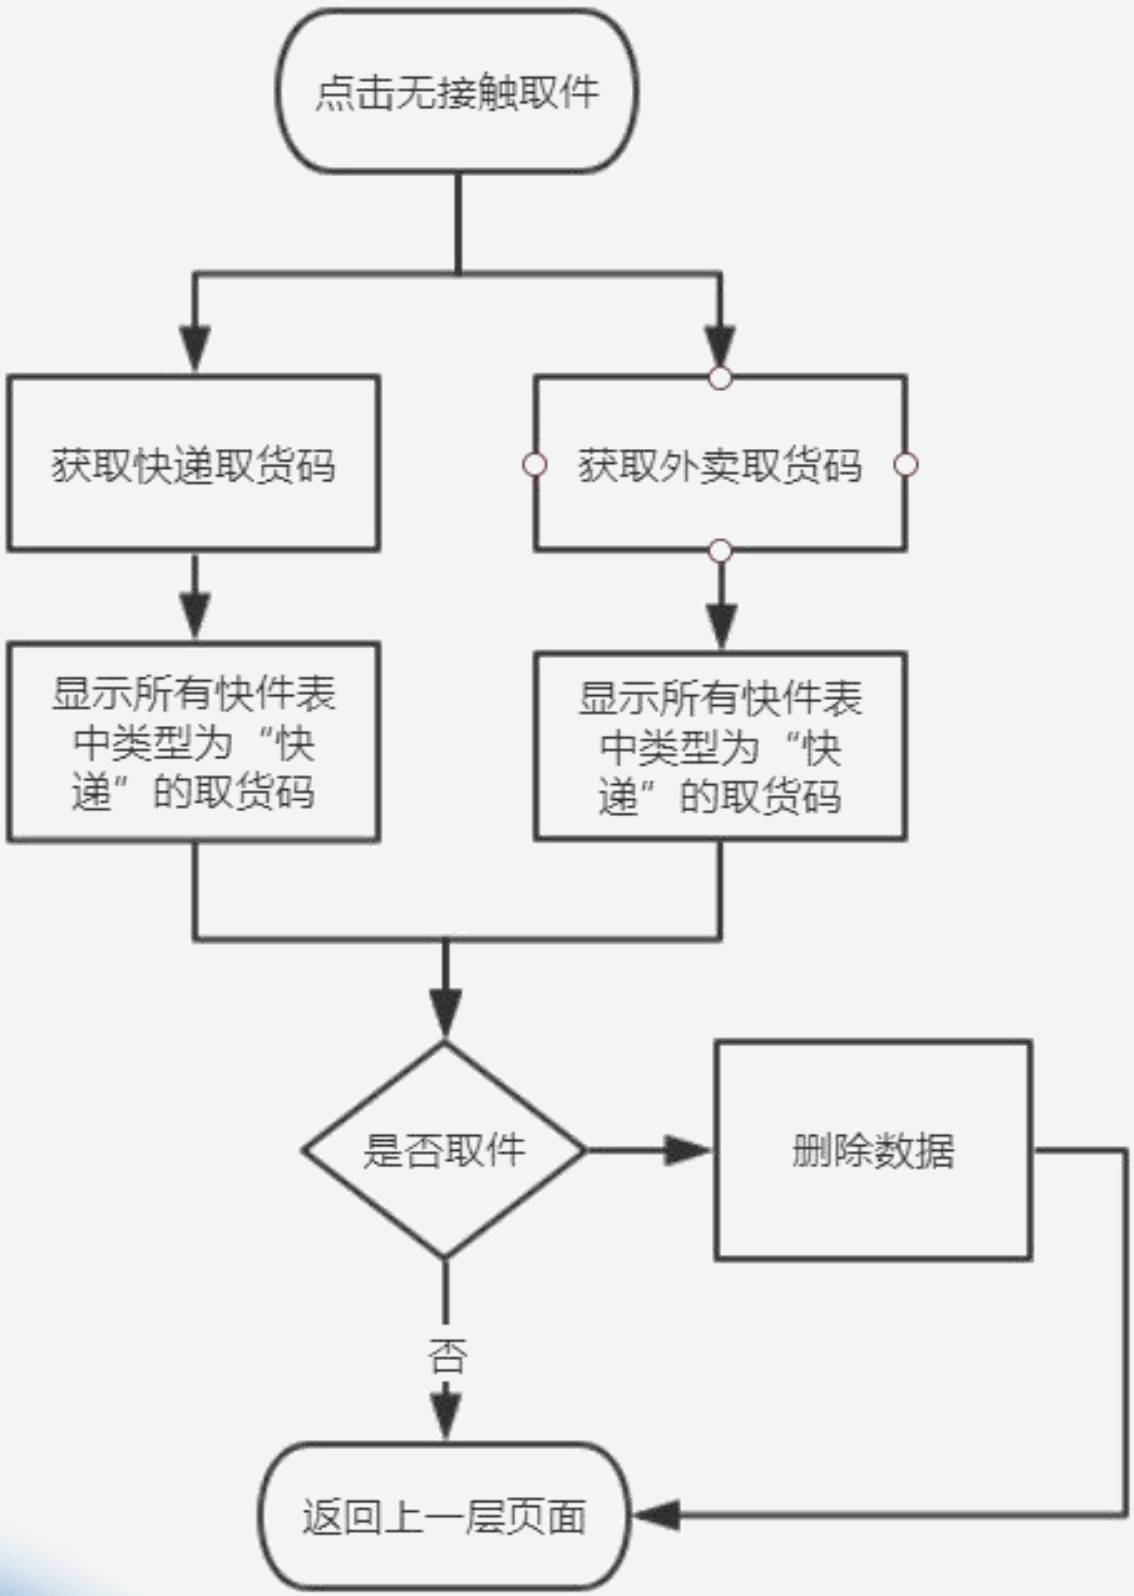 点击无接触取件
获取快递取货码
获取外卖取货码
显示所有快件表
中类型为“快
递”的取货码
显示所有快件表
中类型为“快
递”的取货码
是否取件
删除数据
否
返回上一层页面